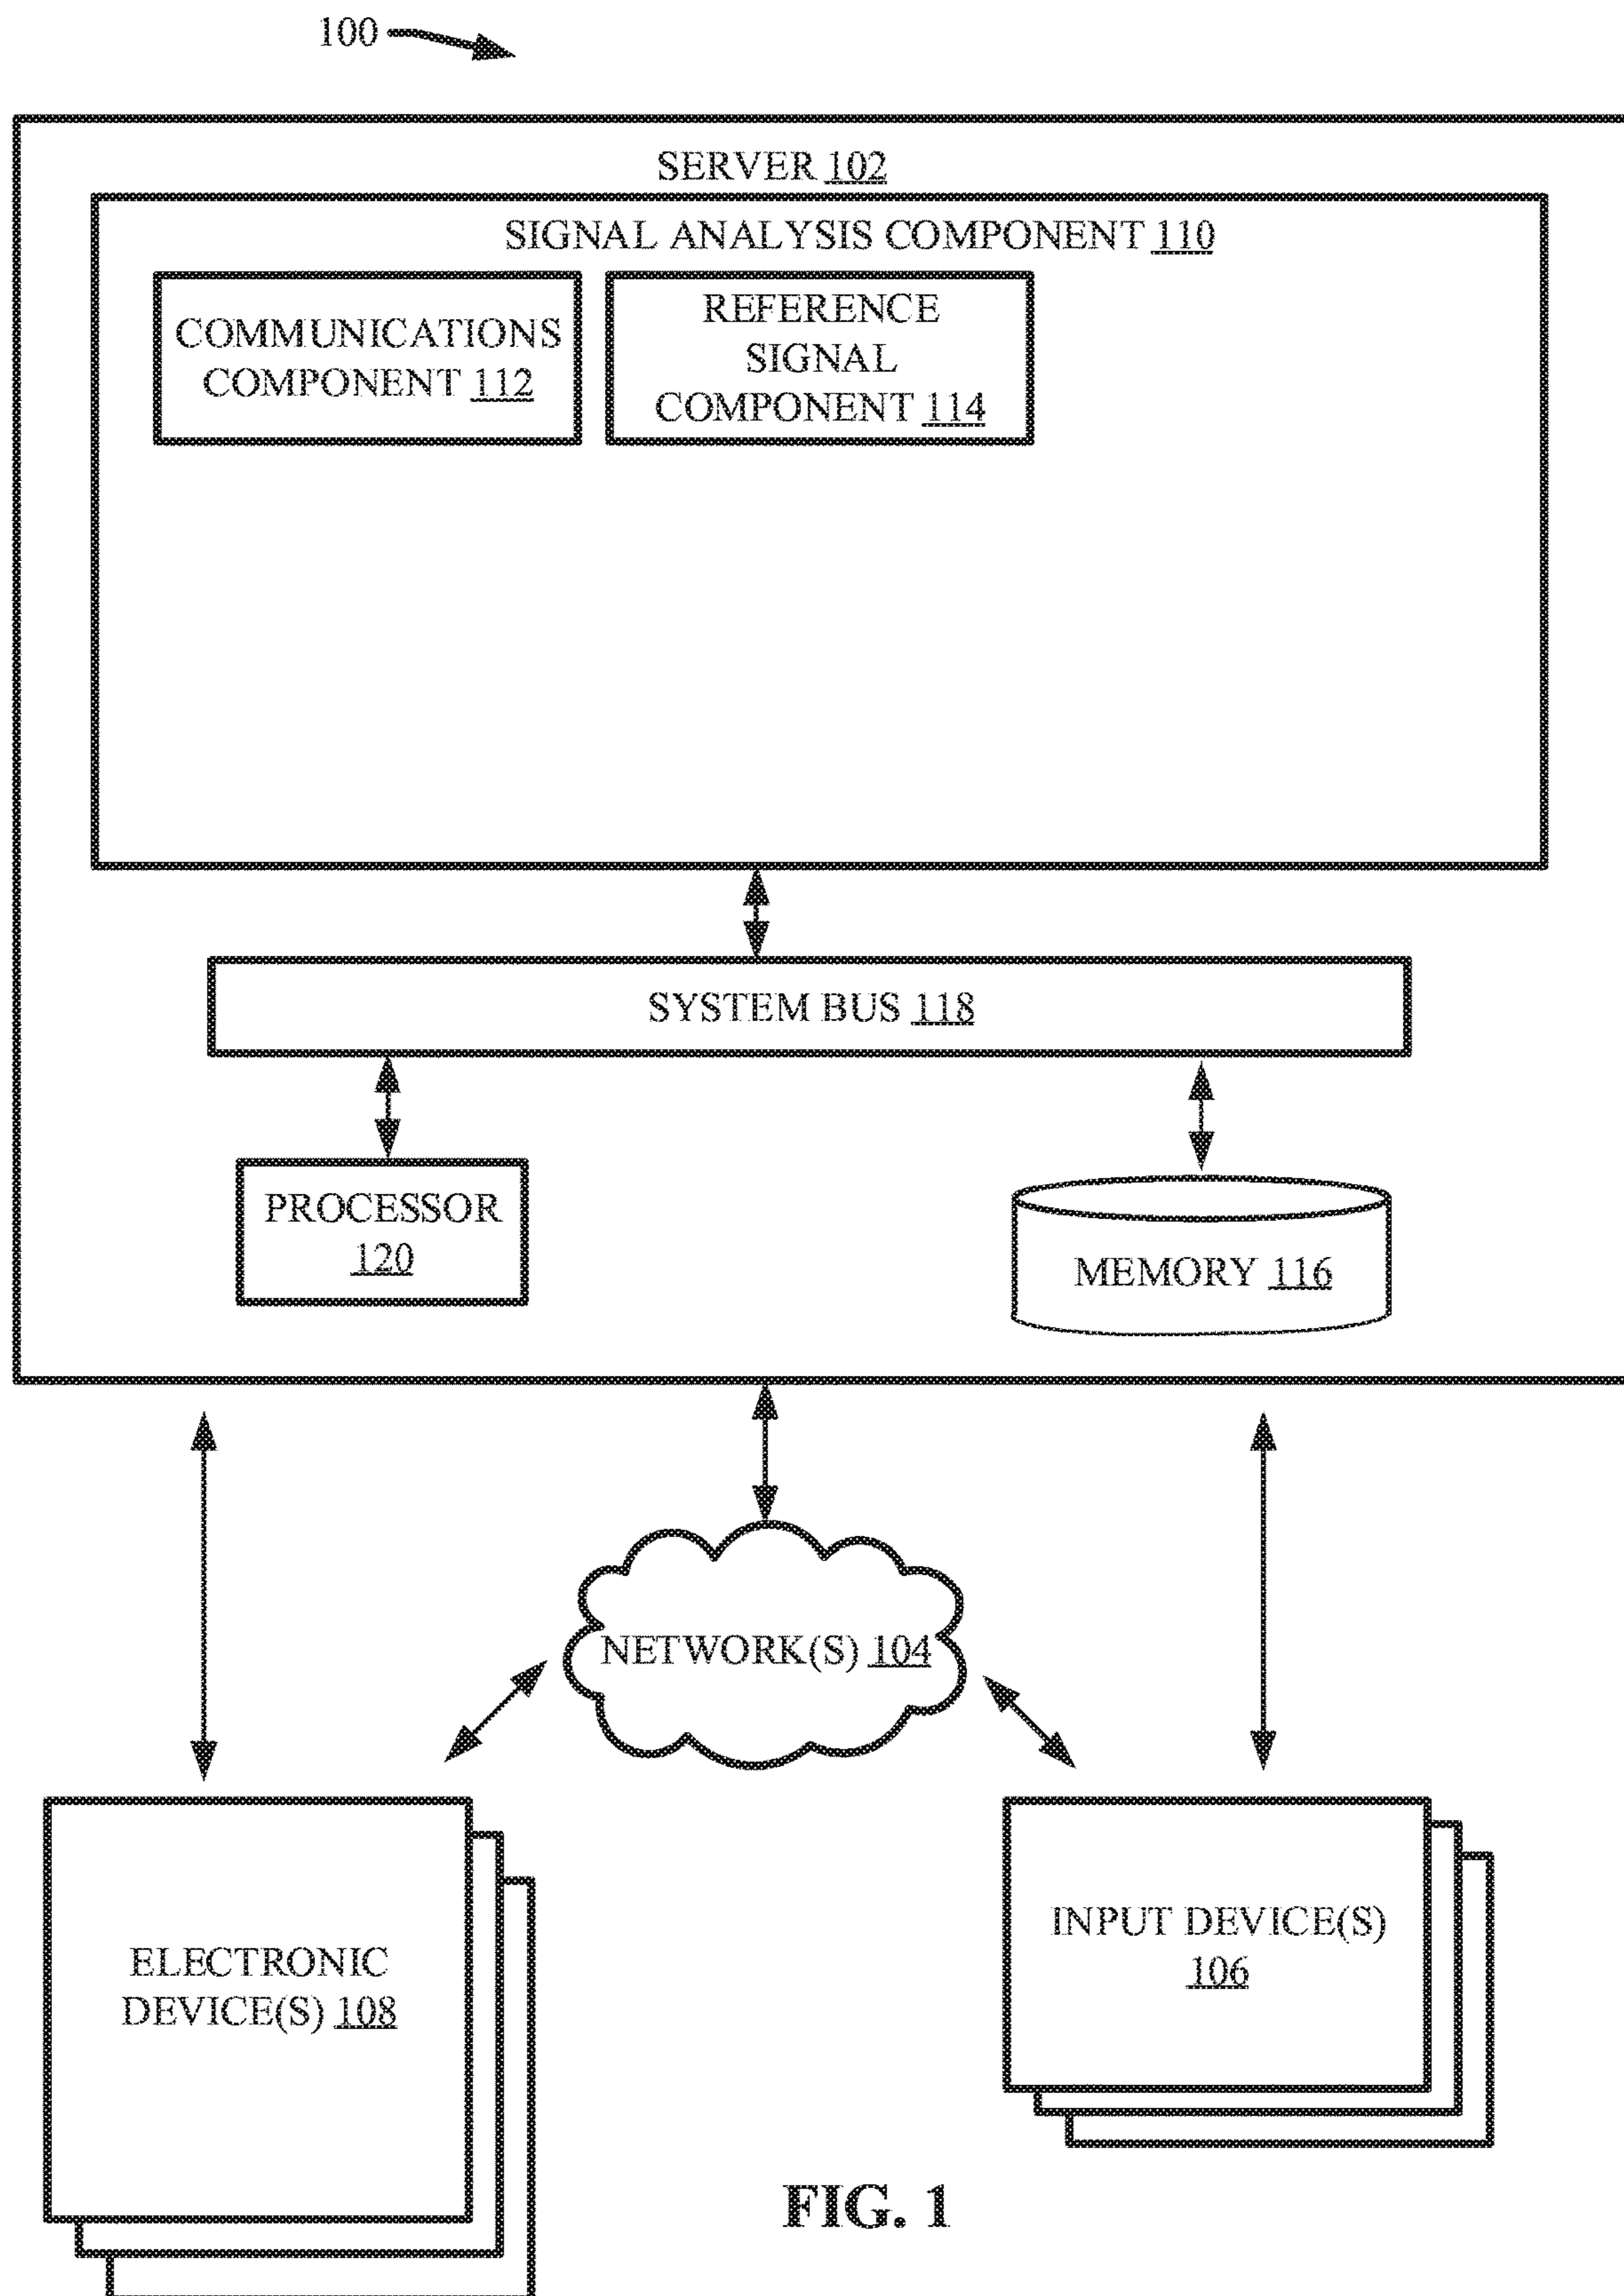 100
SERVER 102
SIGNAL ANALYSIS COMPONENT 110
COMMUNICATIONS
COMPONENT 112
REFERENCE
SIGNAL
COMPONENT 114
SYSTEM BUS 118
PROCESSOR
120
MEMORY 116
NETWORK(S) 104
ELECTRONIC
DEVICE(S) 108
INPUT DEVICE(S)
106
FIG. 1